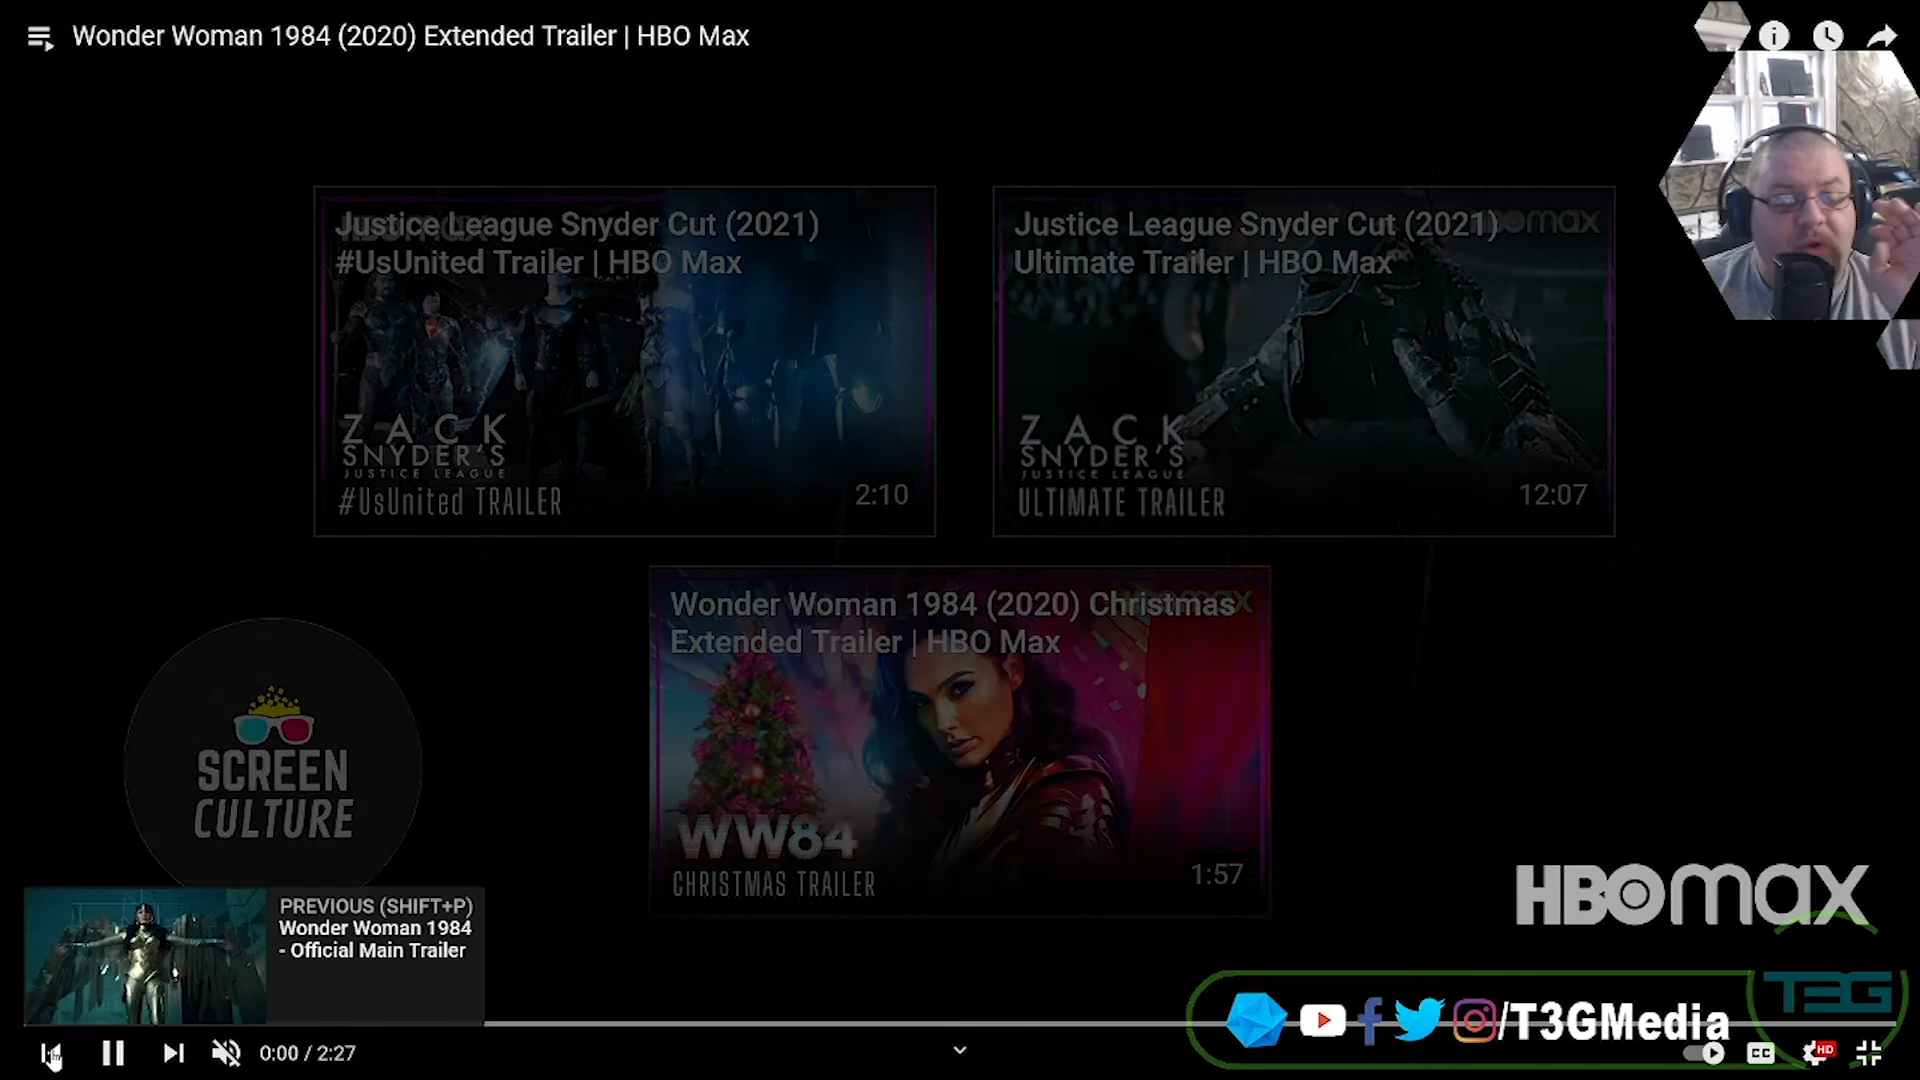 Wonder Woman 1984 (2020) Extended Trailer | HBO Max
Justice League Snyder Cut (2021)
#UsUnited Trailer | HBO Max
ZACK
SNYDER'S
JUSTICE LEAGUE
#UsUnited TRAILER
2:10
Justice League Snyder Cut (2021)
Ultimate Trailer | HBO Max
ZACK
SNYDER'S
JUSTICE LEAGUE
ULTIMATE TRAILER
12:07
Wonder Woman 1984 (2020) Christmas
Extended Trailer | HBO Max
WW84
CHRISTMAS TRAILER
1:57
SCREEN
CULTURE
HBOmax
PREVIOUS (SHIFT+P)
Wonder Woman 1984
- Official Main Trailer
T3G
/T3GMedia
0:00 / 2:27
CC
HD